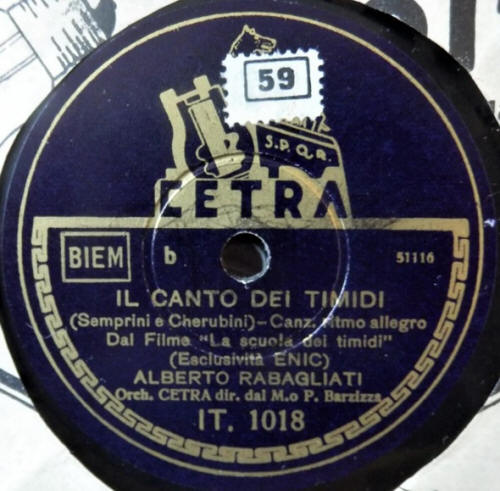 59
S.P.Q.R.
CETRA
BIEM
b
51116
IL CANTO DEI TIMIDI
(Semprini e Cherubini) - Canz. ritmo allegro
Dal Filme "La scuola dei timidi"
(Esclusività ENIC)
ALBERTO RABAGLIATI
Orch. CETRA dir. dal M.o P. Barzizza
IT. 1018